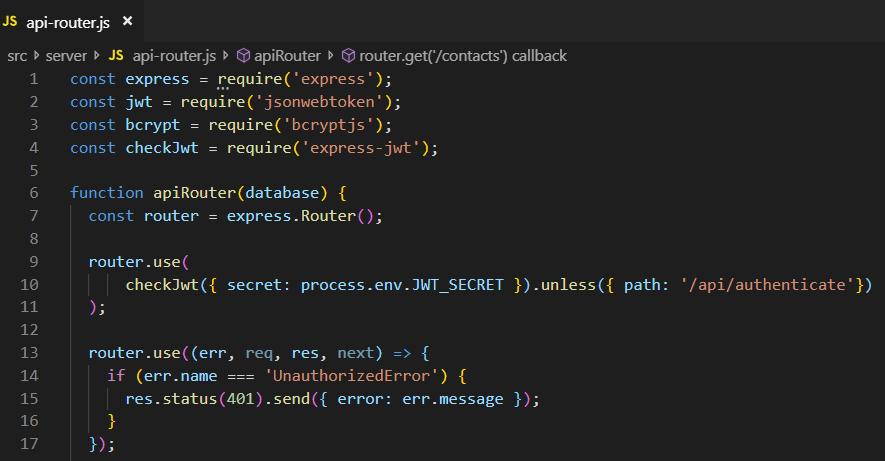 JS api-router.js ×
src server JS api-router.js apiRouter router.get('/contacts') callback
1 const express = require('express');
2 const jwt = require('jsonwebtoken');
3 const bcrypt = require('bcryptjs');
4 const checkJwt = require('express-jwt');
5
6 function apiRouter(database) {
7   const router = express.Router();
8
9   router.use(
10       checkJwt({ secret: process.env.JWT_SECRET }).unless({ path: '/api/authenticate'})
11   );
12
13   router.use((err, req, res, next) => {
14     if (err.name === 'UnauthorizedError') {
15       res.status(401).send({ error: err.message });
16     }
17   });